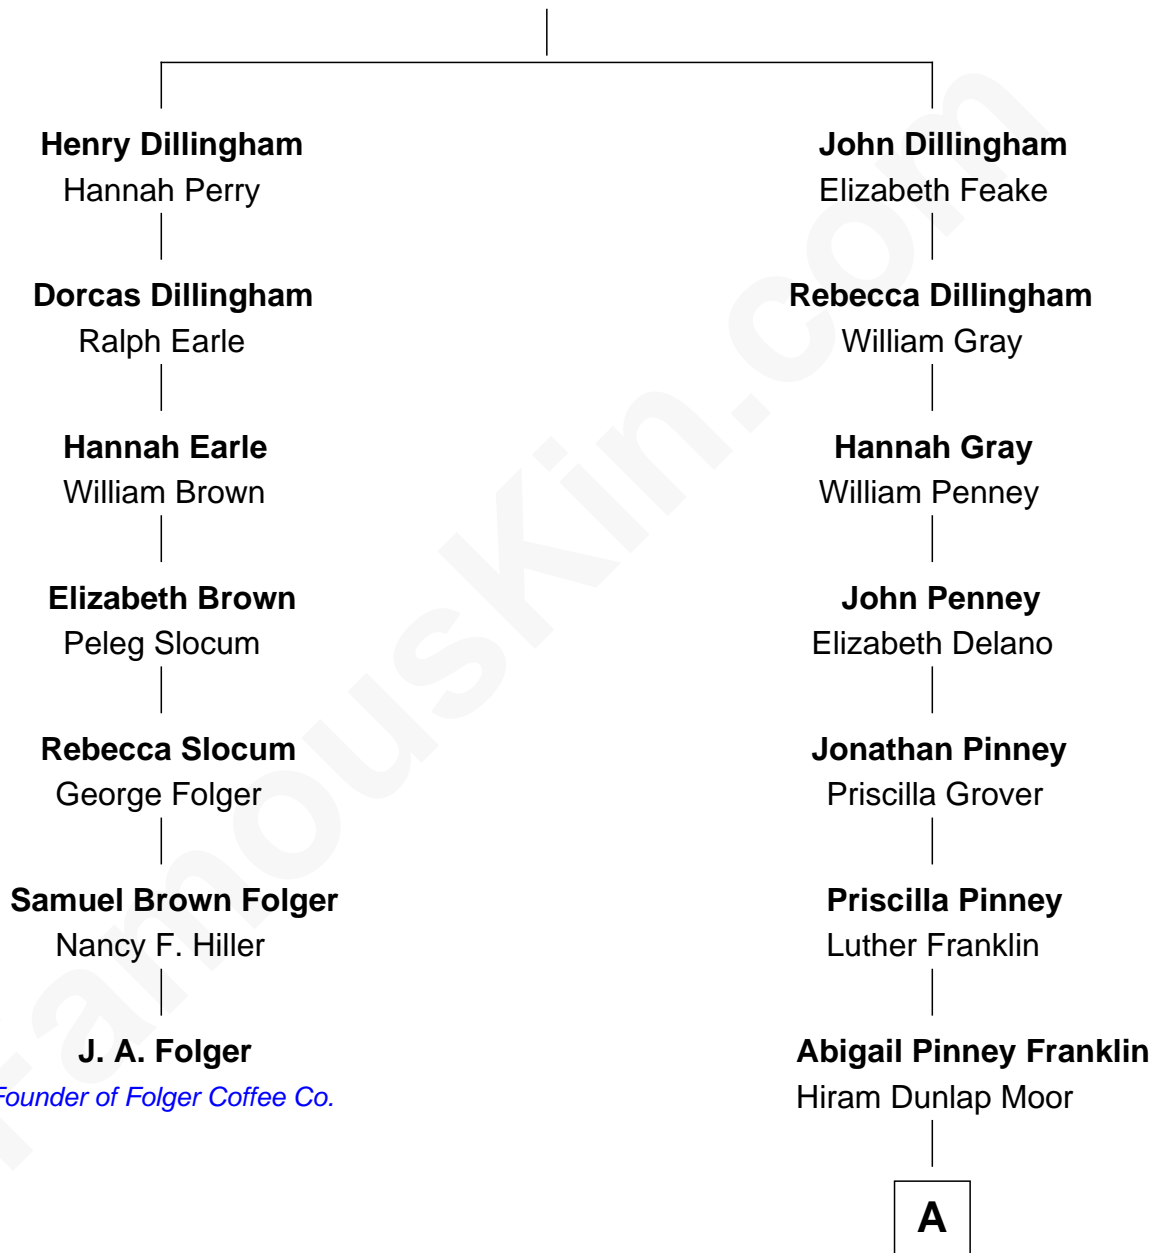 Henry Dillingham
Hannah Perry
Dorcas Dillingham
Ralph Earle
Hannah Earle
William Brown
Elizabeth Brown
Peleg Slocum
Rebecca Slocum
George Folger
Samuel Brown Folger
Nancy F. Hiller
J. A. Folger
Founder of Folger Coffee Co.
John Dillingham
Elizabeth Feake
Rebecca Dillingham
William Gray
Hannah Gray
William Penney
John Penney
Elizabeth Delano
Jonathan Pinney
Priscilla Grover
Priscilla Pinney
Luther Franklin
Abigail Pinney Franklin
Hiram Dunlap Moor
A
FamousKin.com